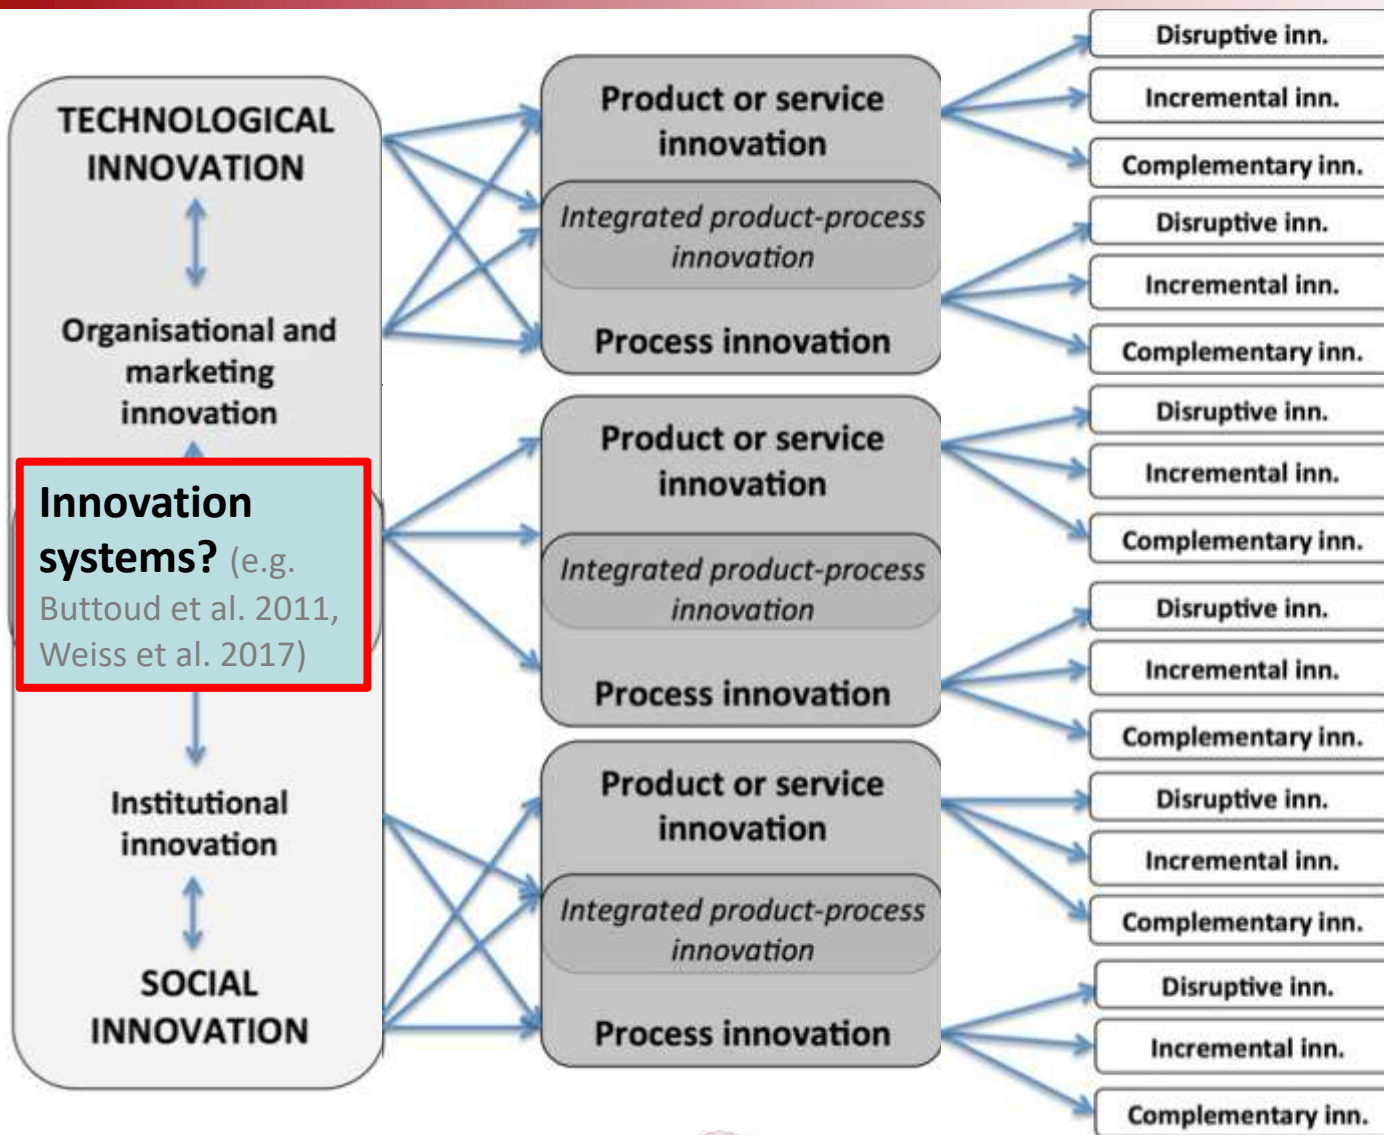 TECHNOLOGICAL
INNOVATION
Organisational and
marketing
innovation
Innovation
systems? (e.g.
Buttoud et al. 2011,
Weiss et al. 2017)
Institutional
innovation
SOCIAL
INNOVATION
Product or service
innovation
Integrated product-process
innovation
Process innovation
Product or service
innovation
Integrated product-process
innovation
Process innovation
Product or service
innovation
Integrated product-process
innovation
Process innovation
Disruptive inn.
Incremental inn.
Complementary inn.
Disruptive inn.
Incremental inn.
Complementary inn.
Disruptive inn.
Incremental inn.
Complementary inn.
Disruptive inn.
Incremental inn.
Complementary inn.
Disruptive inn.
Incremental inn.
Complementary inn.
Disruptive inn.
Incremental inn.
Complementary inn.